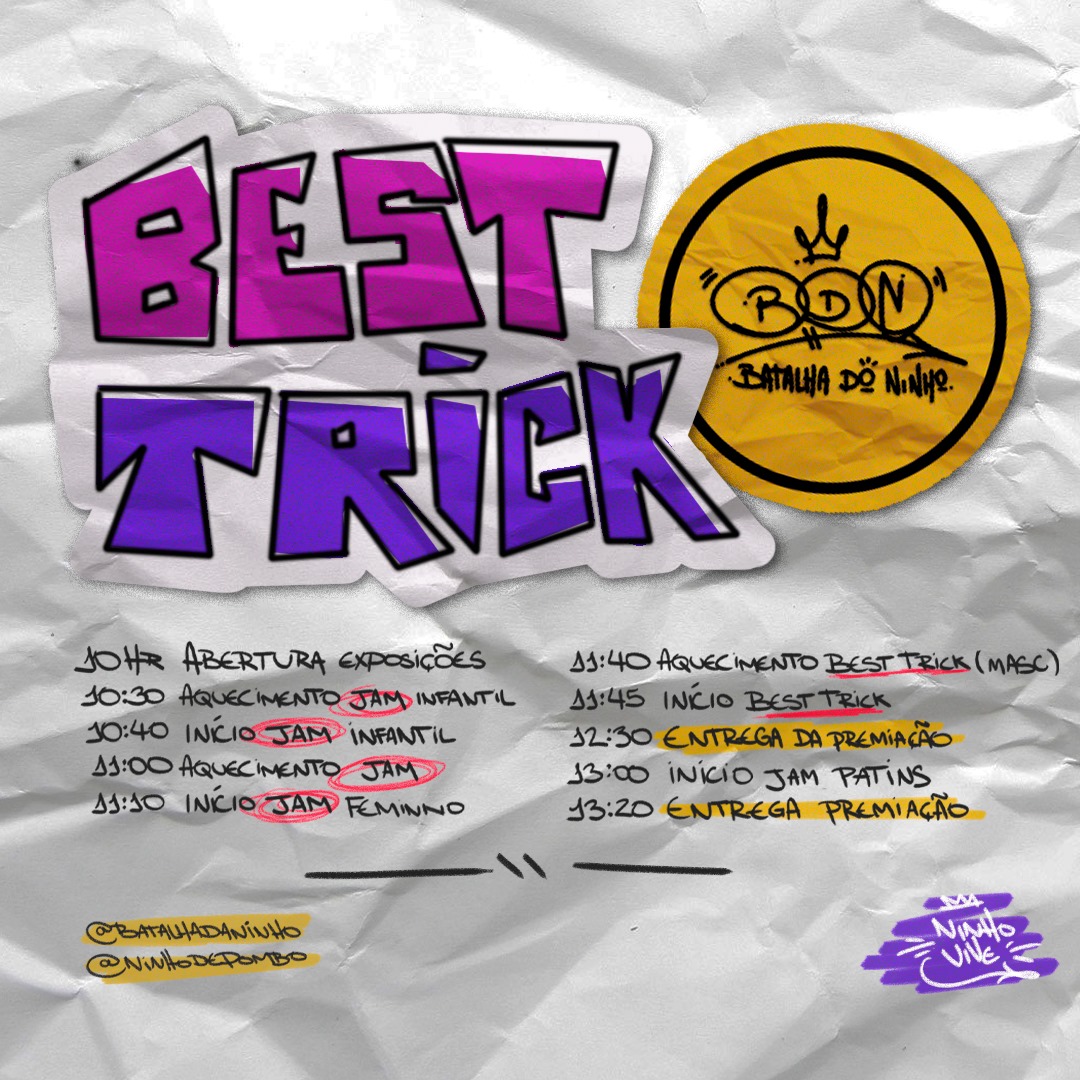 BEST
TRICK
BDN
BATALHA DO NINHO.
10HR ABERTURA EXPOSIÇÕES
10:30 AQUECIMENTO JAM INFANTIL
10:40 INÍCIO JAM INFANTIL
11:00 AQUECIMENTO JAM
11:10 INÍCIO JAM FEMININO
11:40 AQUECIMENTO BEST TRICK (MASC)
11:45 INÍCIO BEST TRICK
12:30 ENTREGA DA PREMIAÇÃO
13:00 INICIO JAM PATINS
13:20 ENTREGA PREMIAÇÃO
@BATALHADANINHO
@NINHODEPOMBO
NINHO
VIVE